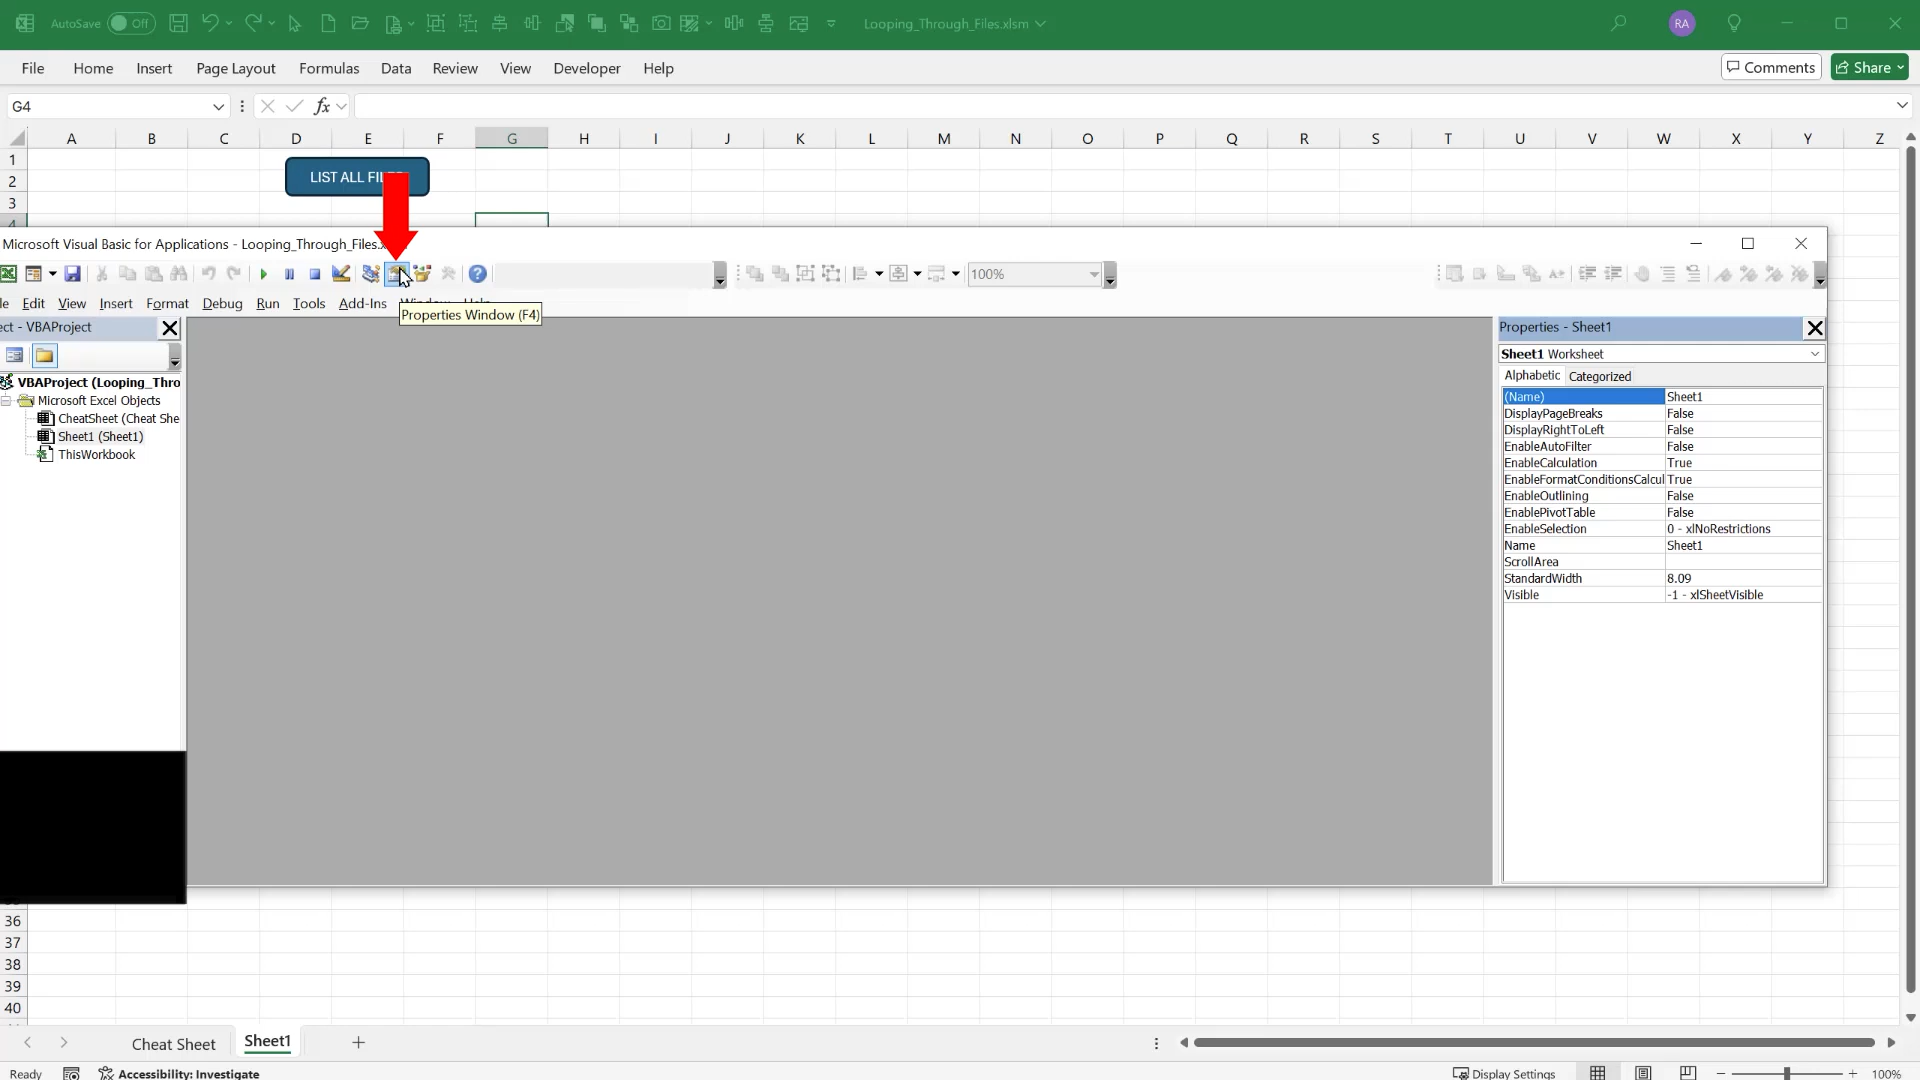 AutoSave Off Looping_Through_Files.xlsm RA
File Home Insert Page Layout Formulas Data Review View Developer Help Comments Share
G4 fx
A B C D E F G H I J K L M N O P Q R S T U V W X Y Z
1
LIST ALL
2
3
4
Microsoft Visual Basic for Applications - Looping_Through_Files.
100%
Edit View Insert Format Debug Run Tools Add-Ins
Properties Window (F4)
ect - VBAProject
Properties - Sheet1
Sheet1 Worksheet
Alphabetic Categorized
VBAProject (Looping_Thro
Microsoft Excel Objects
CheatSheet (Cheat She
Sheet1 (Sheet1)
ThisWorkbook
(Name) Sheet1
DisplayPageBreaks False
DisplayRightToLeft False
EnableAutoFilter False
EnableCalculation True
EnableFormatConditionsCalcul True
EnableOutlining False
EnablePivotTable False
EnableSelection 0 - xlNoRestrictions
Name Sheet1
ScrollArea
StandardWidth 8.09
Visible -1 - xlSheetVisible
36
37
38
39
40
Cheat Sheet Sheet1
Ready Accessibility: Investigate Display Settings 100%